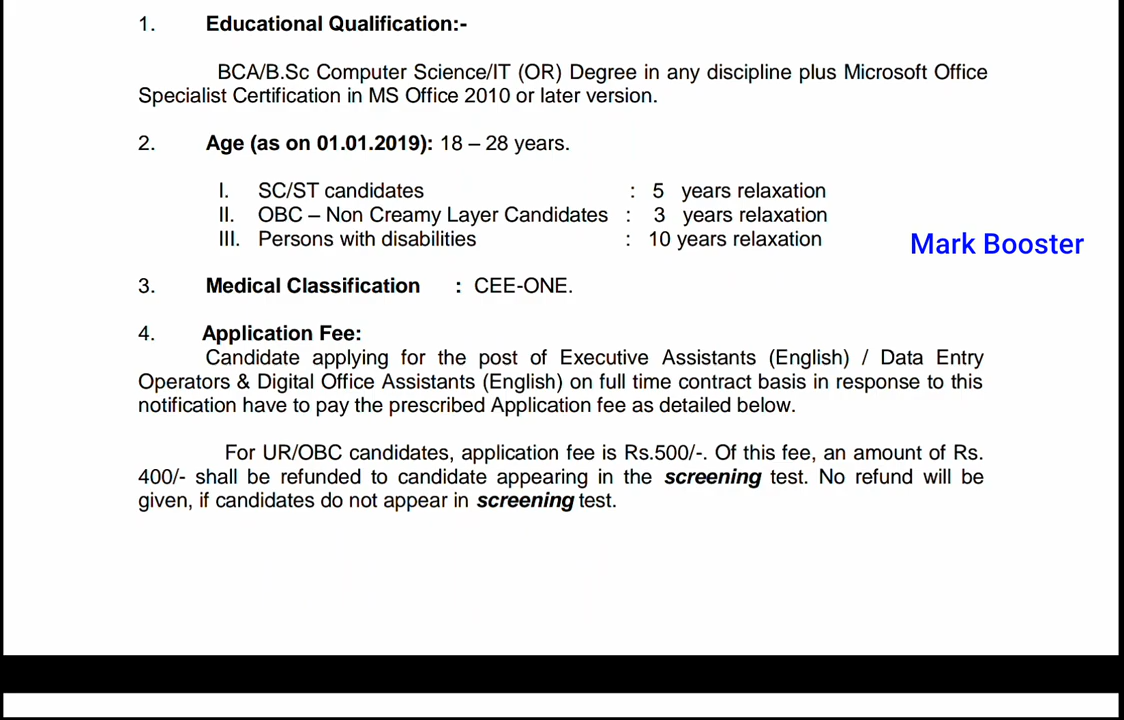 1. Educational Qualification:-
BCA/B.Sc Computer Science/IT (OR) Degree in any discipline plus Microsoft Office
Specialist Certification in MS Office 2010 or later version.
2. Age (as on 01.01.2019): 18 – 28 years.
I. SC/ST candidates : 5 years relaxation
II. OBC – Non Creamy Layer Candidates : 3 years relaxation
III. Persons with disabilities : 10 years relaxation
Mark Booster
3. Medical Classification : CEE-ONE.
4. Application Fee:
Candidate applying for the post of Executive Assistants (English) / Data Entry
Operators & Digital Office Assistants (English) on full time contract basis in response to this
notification have to pay the prescribed Application fee as detailed below.
For UR/OBC candidates, application fee is Rs.500/-. Of this fee, an amount of Rs.
400/- shall be refunded to candidate appearing in the screening test. No refund will be
given, if candidates do not appear in screening test.